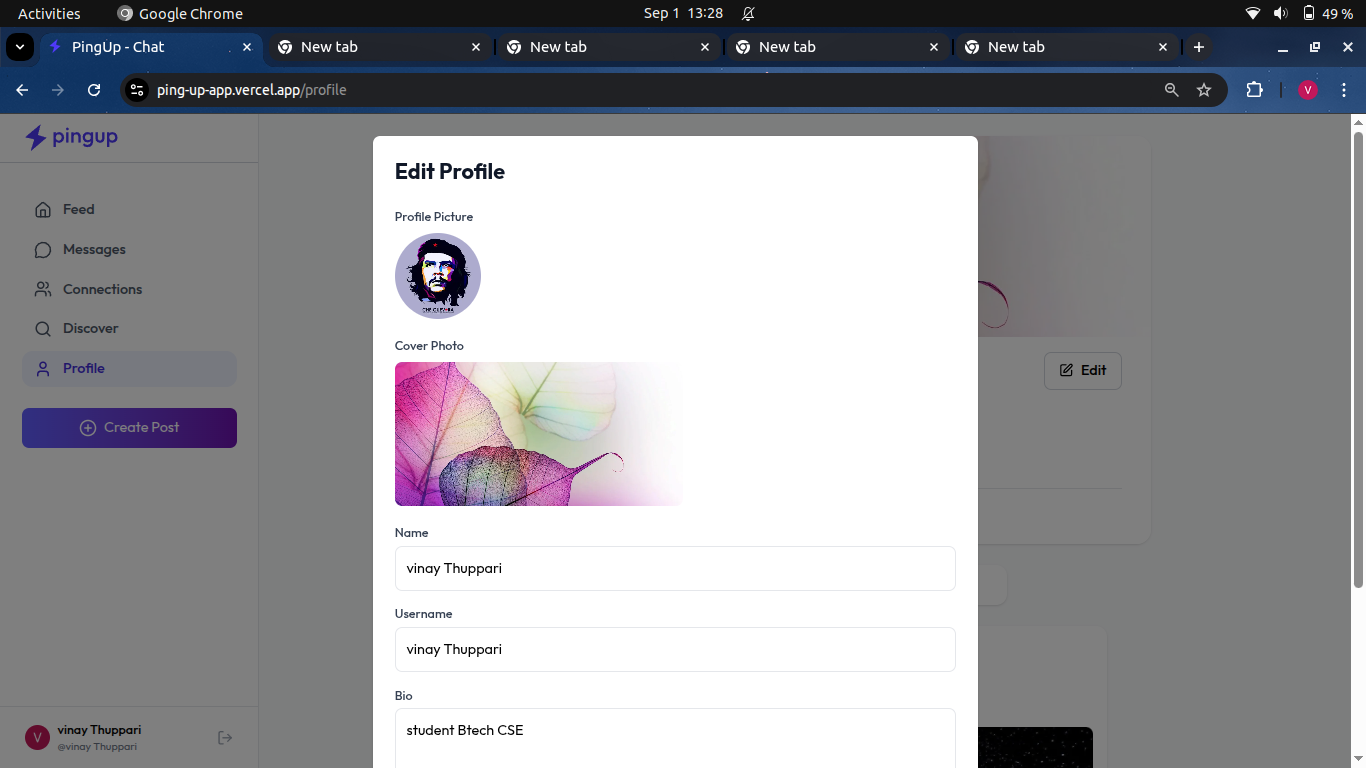 Activities Google Chrome Sep 1 13:28 49 %
PingUp - Chat New tab New tab New tab New tab
ping-up-app.vercel.app/profile V
pingup
Feed
Messages
Connections
Discover
Profile
Create Post
V vinay Thuppari
@vinay Thuppari
Edit
Edit Profile
Profile Picture
Cover Photo
Name
vinay Thuppari
Username
vinay Thuppari
Bio
student Btech CSE